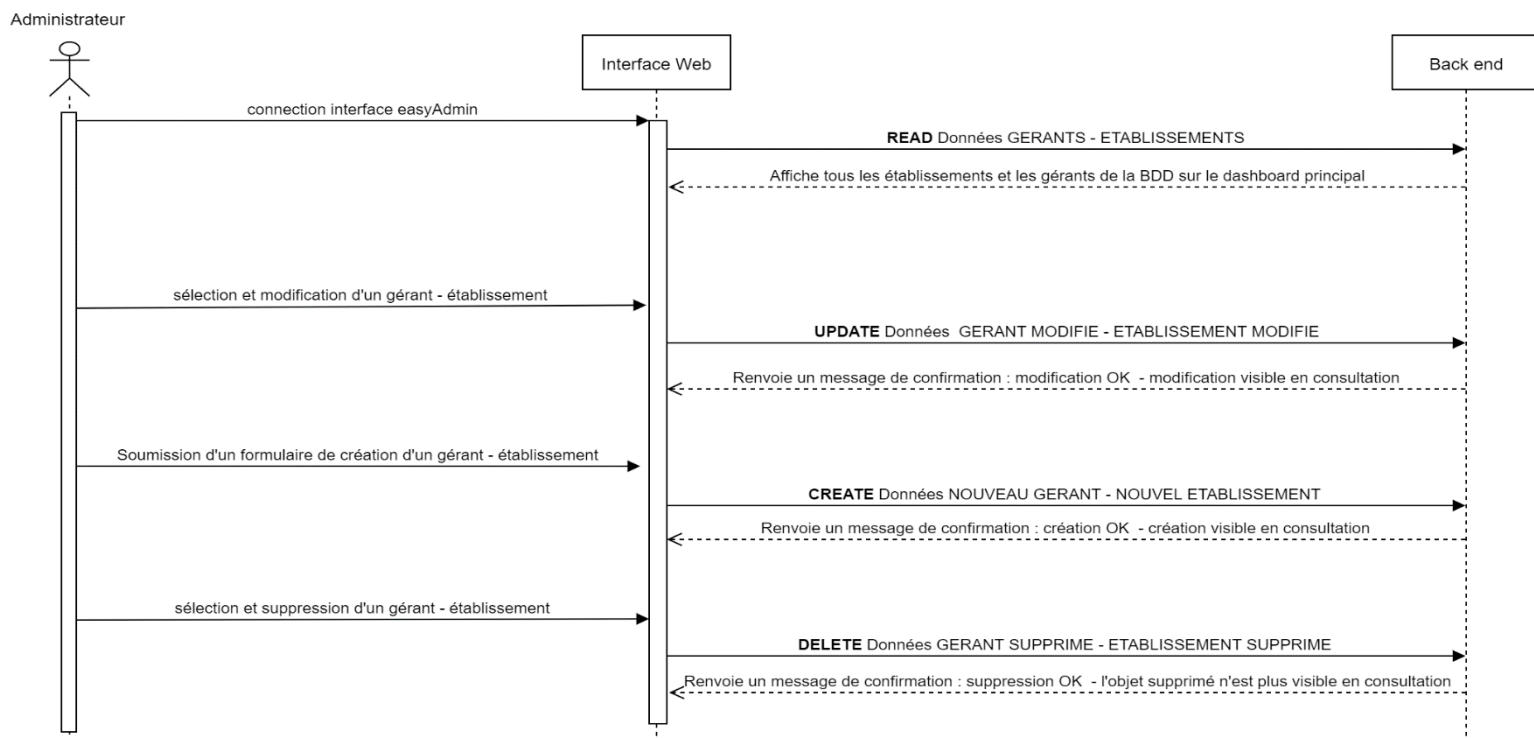 Administrateur
Interface Web
Back end
connection interface easyAdmin
READ Données GERANTS - ETABLISSEMENTS
Affiche tous les établissements et les gérants de la BDD sur le dashboard principal
sélection et modification d'un gérant - établissement
UPDATE Données  GERANT MODIFIE - ETABLISSEMENT MODIFIE
Renvoie un message de confirmation : modification OK  - modification visible en consultation
Soumission d'un formulaire de création d'un gérant - établissement
CREATE Données NOUVEAU GERANT - NOUVEL ETABLISSEMENT
Renvoie un message de confirmation : création OK  - création visible en consultation
sélection et suppression d'un gérant - établissement
DELETE Données GERANT SUPPRIME - ETABLISSEMENT SUPPRIME
Renvoie un message de confirmation : suppression OK  - l'objet supprimé n'est plus visible en consultation